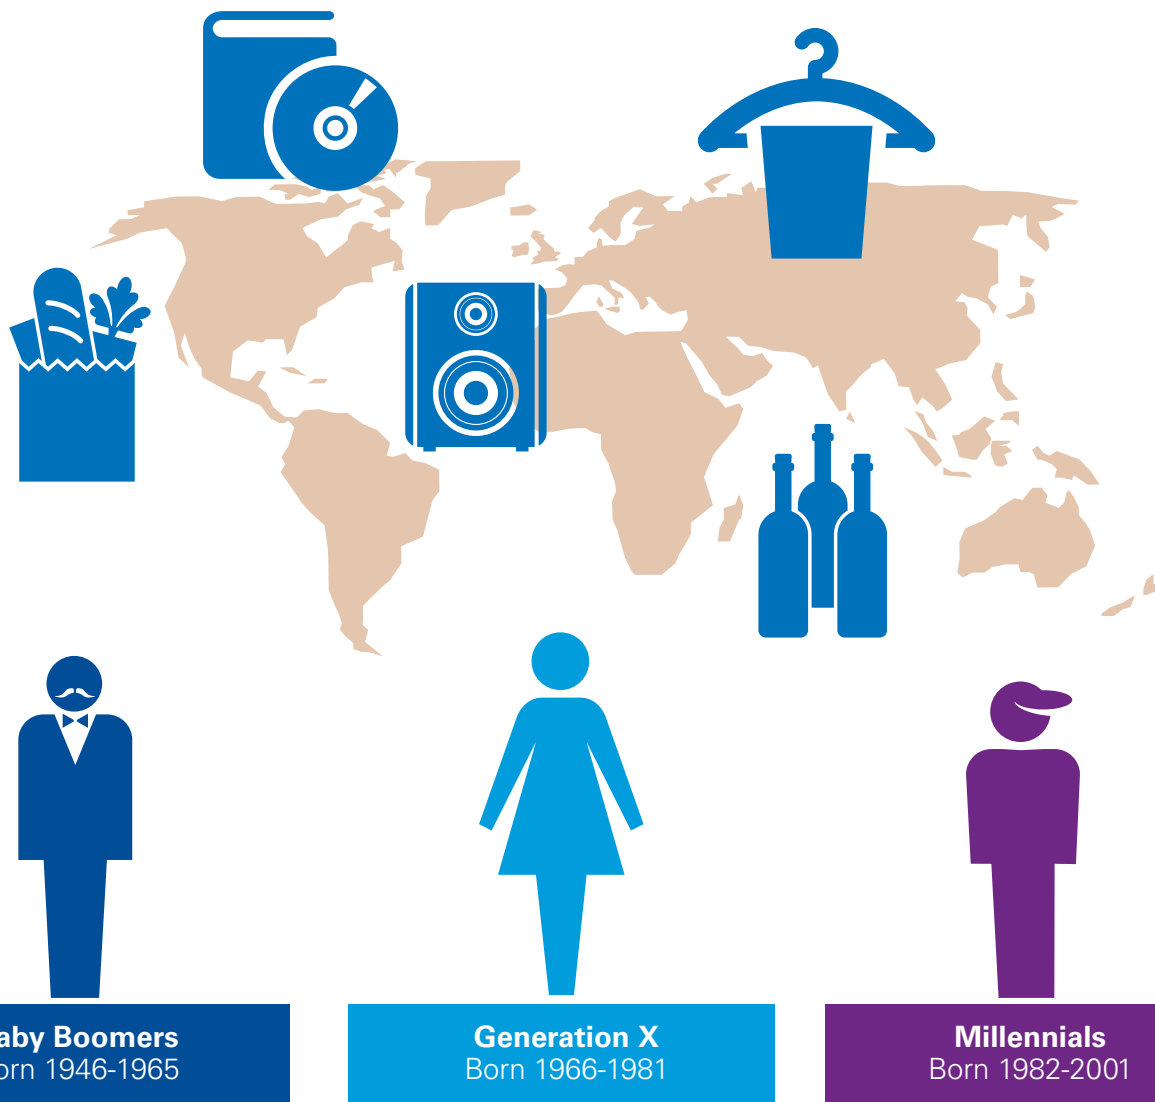 aby Boomers
orn 1946-1965
Generation X
Born 1966-1981
Millennials
Born 1982-2001